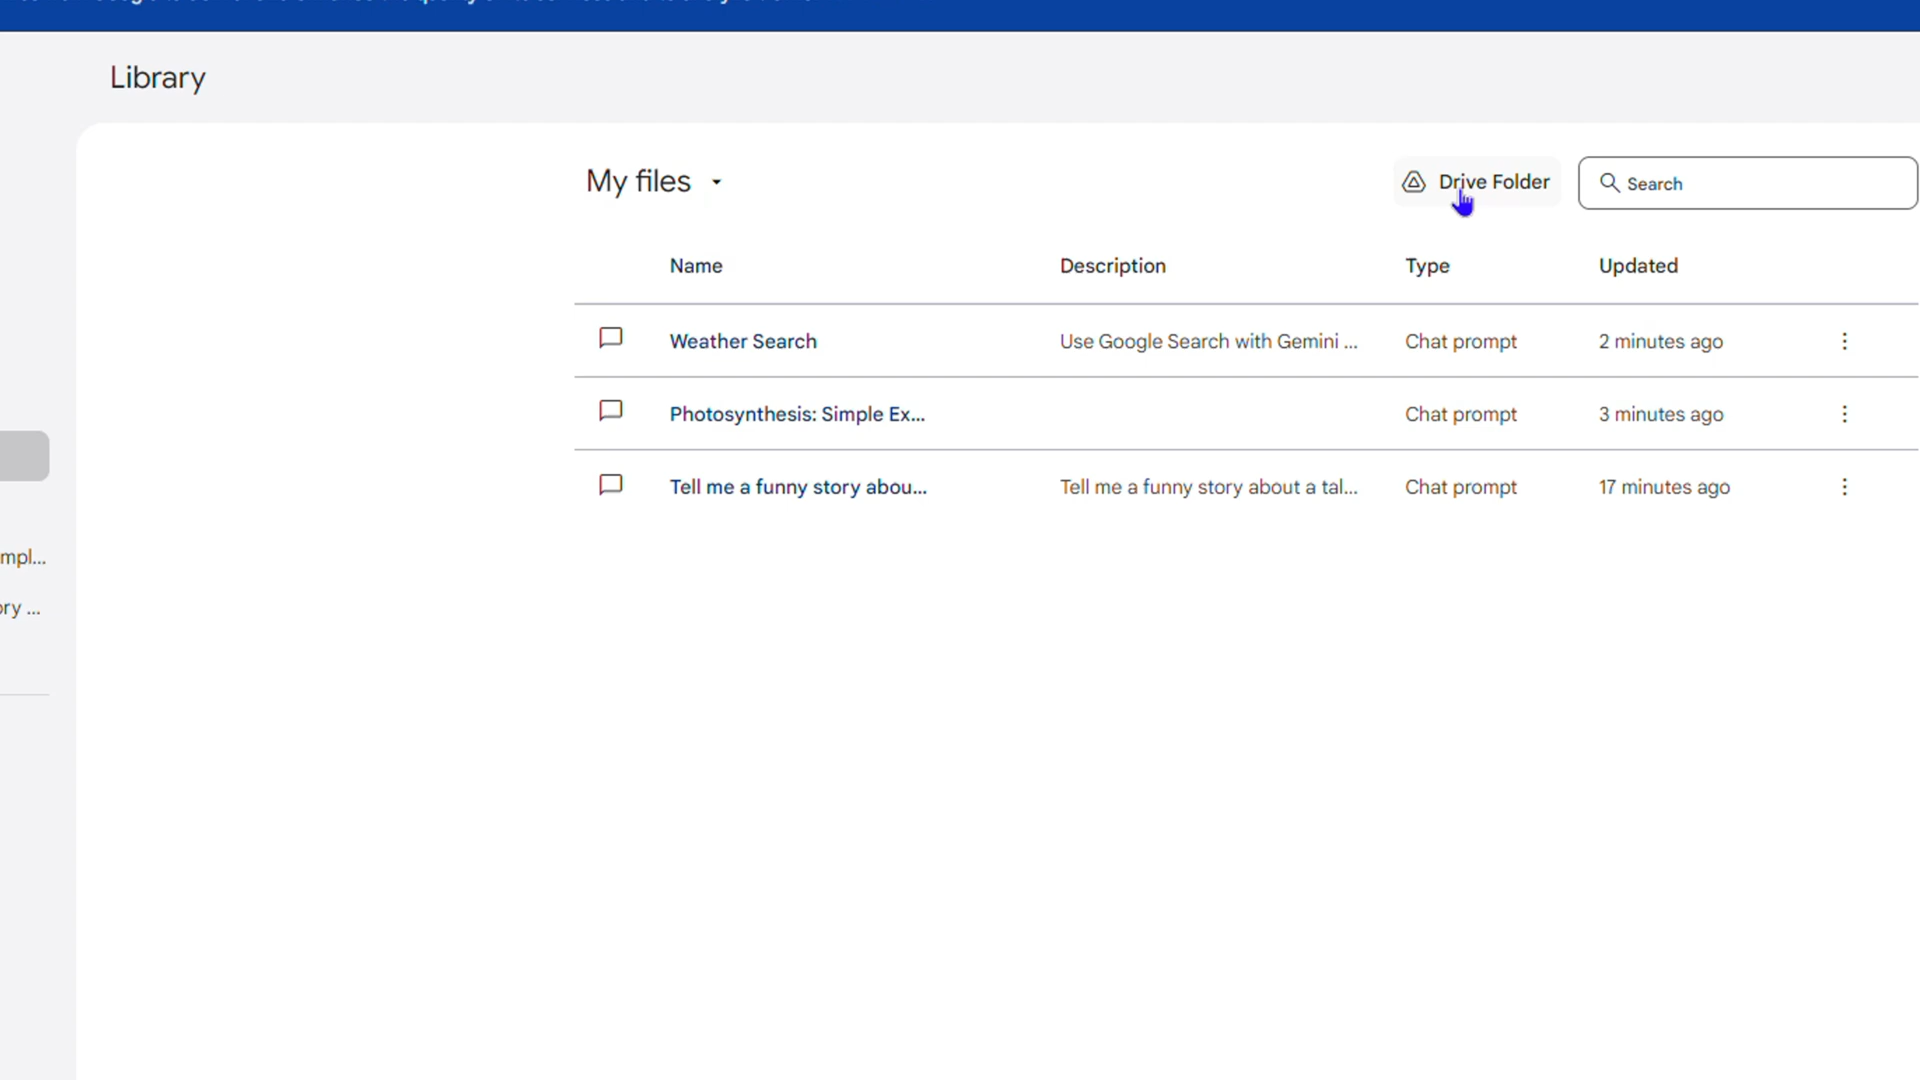 Library
My files
Drive Folder
Search
Name Description Type Updated
Weather Search Use Google Search with Gemini ... Chat prompt 2 minutes ago
Photosynthesis: Simple Ex... Chat prompt 3 minutes ago
Tell me a funny story abou... Tell me a funny story about a tal... Chat prompt 17 minutes ago
mpl...
ory ...